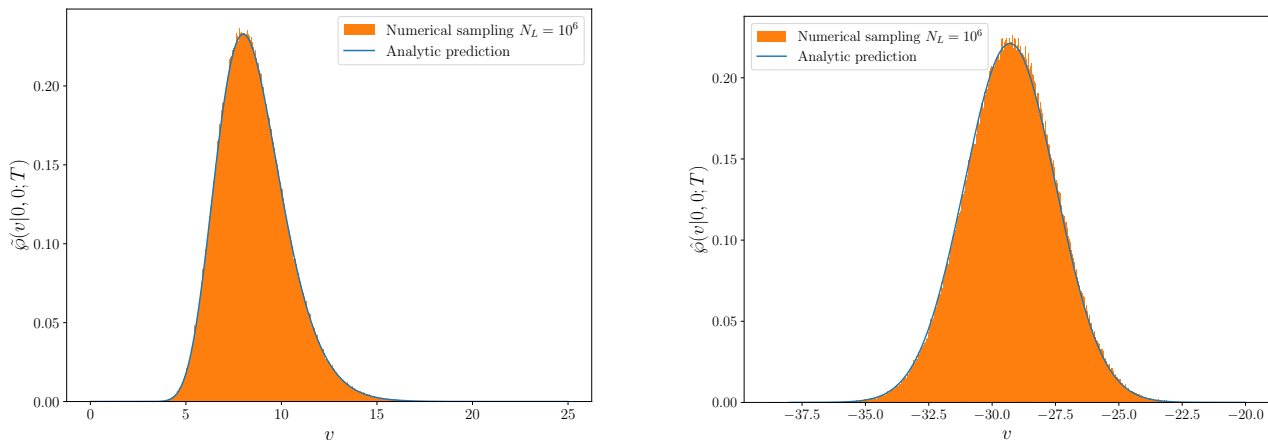 Numerical sampling $N_L = 10^6$
Analytic prediction
0.20
0.15
0.10
0.05
0.00
0 5 10 15 20 25
v
℘̃(v|0, 0; T)
Numerical sampling $N_L = 10^6$
Analytic prediction
0.20
0.15
0.10
0.05
0.00
−37.5 −35.0 −32.5 −30.0 −27.5 −25.0 −22.5 −20.0
v
℘̂(v|0, 0; T)